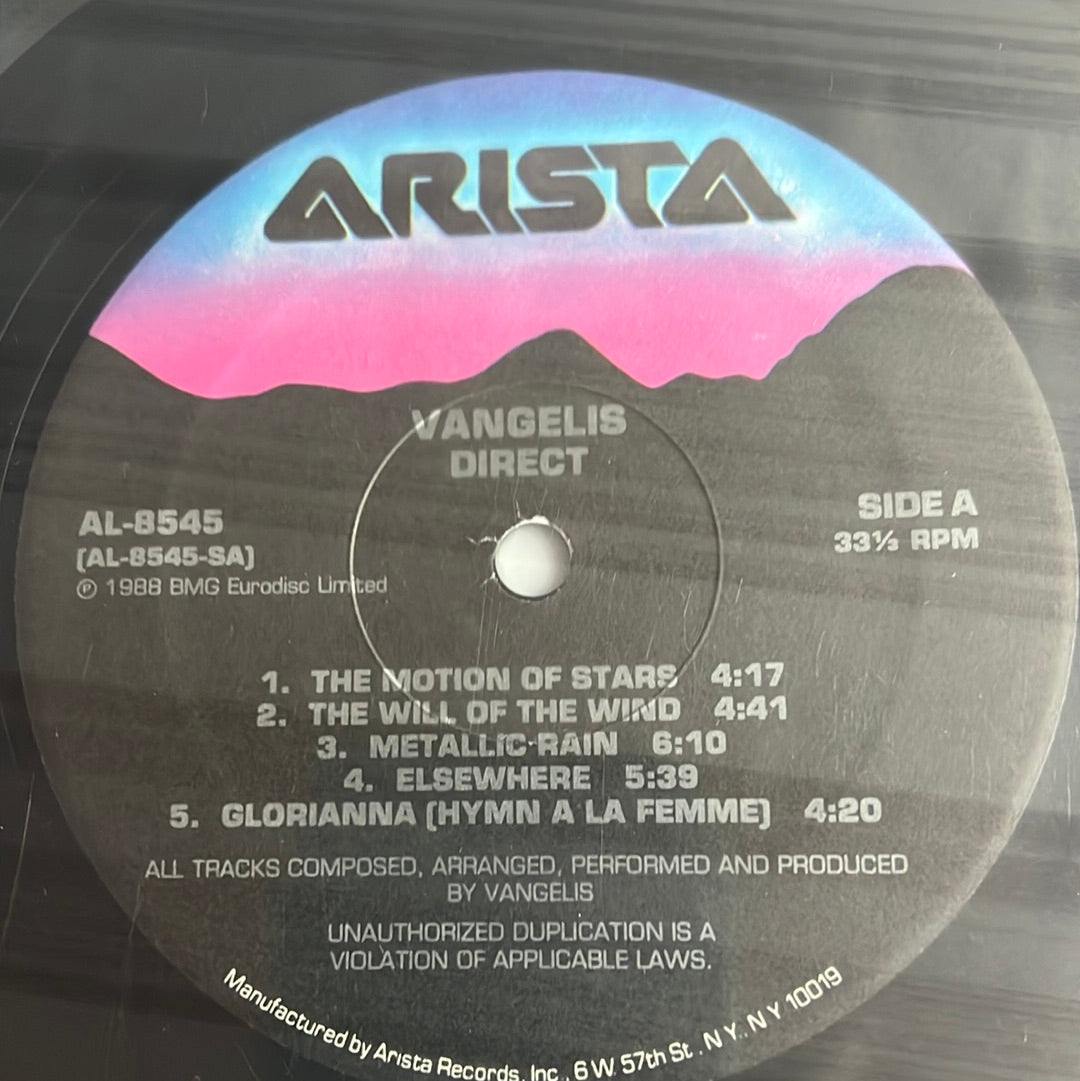 ARISTA
VANGELIS
DIRECT
AL-8545
(AL-8545-SA)
℗ 1988 BMG Eurodisc Limited
SIDE A
33⅓ RPM
1. THE MOTION OF STARS 4:17
2. THE WILL OF THE WIND 4:41
3. METALLIC RAIN 6:10
4. ELSEWHERE 5:39
5. GLORIANNA (HYMN A LA FEMME) 4:20
ALL TRACKS COMPOSED, ARRANGED, PERFORMED AND PRODUCED
BY VANGELIS
UNAUTHORIZED DUPLICATION IS A
VIOLATION OF APPLICABLE LAWS.
Manufactured by Arista Records, Inc., 6 W. 57th St., N.Y., N.Y. 10019